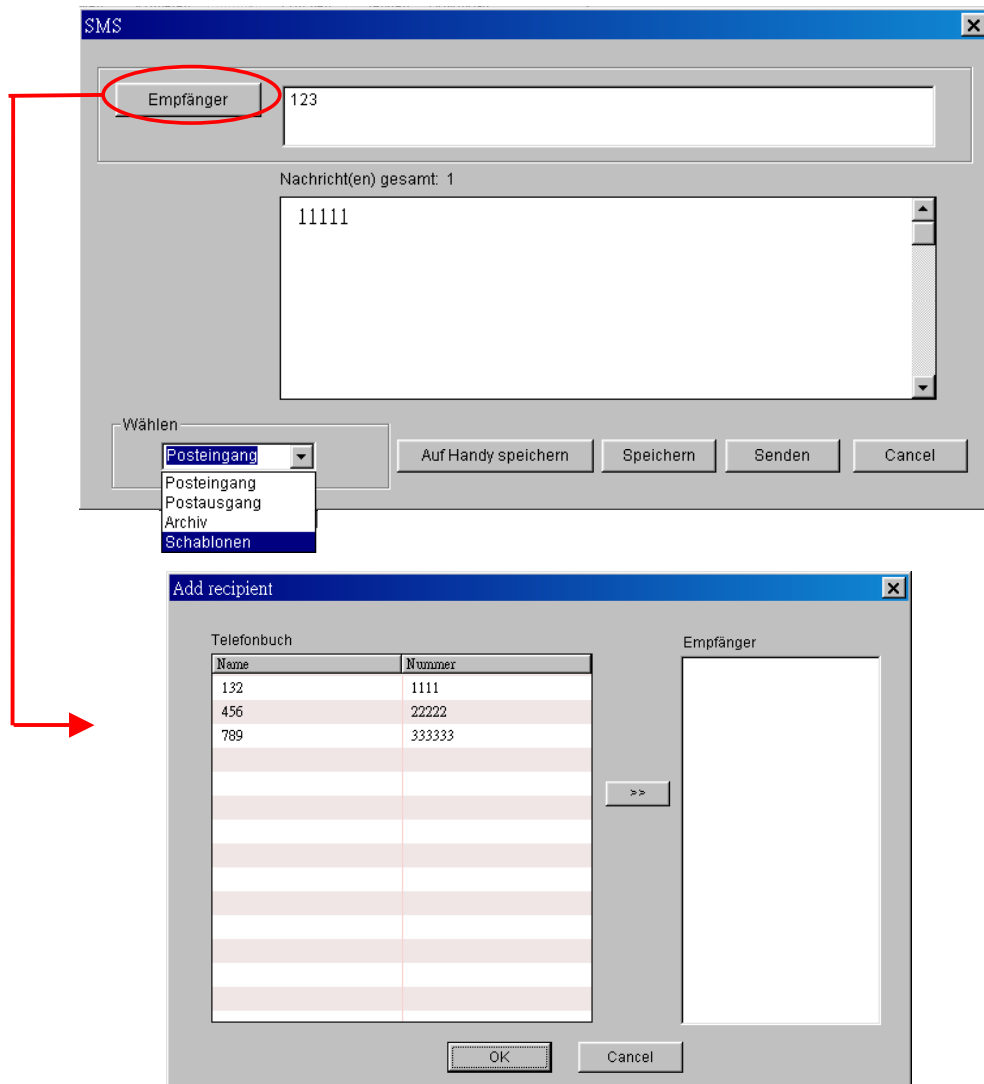 SMS
Empfänger
123
Nachricht(en) gesamt: 1
11111
Wählen
Posteingang
Auf Handy speichern
Speichern
Senden
Cancel
Posteingang
Postausgang
Archiv
Schablonen
Add recipient
Telefonbuch
Empfänger
Name Nummer
132 1111
456 22222
789 333333
>>
OK
Cancel